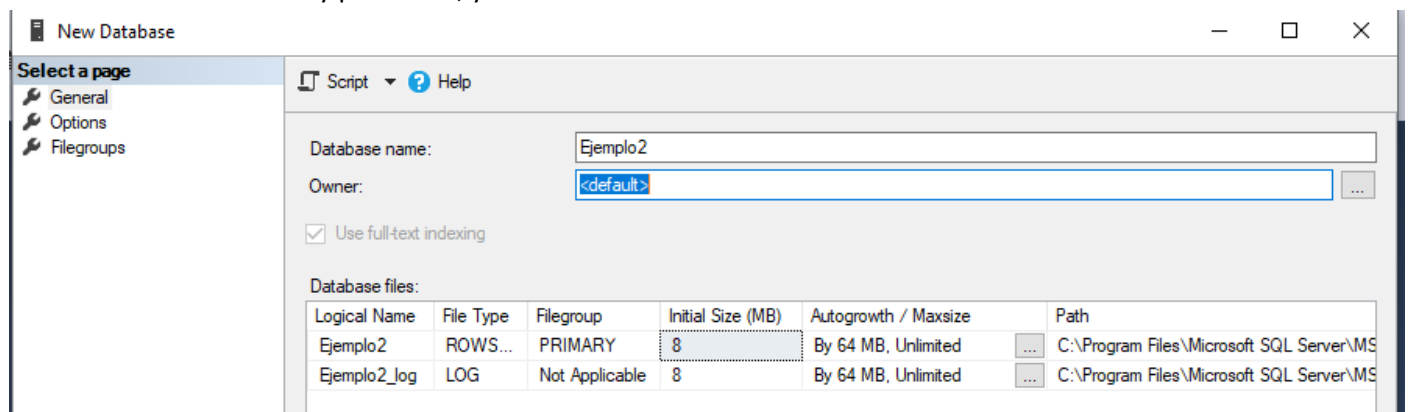 New Database
Select a page
General
Options
Filegroups
Script Help
Database name: Ejemplo2
Owner: <default> ...
Use full-text indexing
Database files:
Logical Name File Type Filegroup Initial Size (MB) Autogrowth / Maxsize Path
Ejemplo2 ROWS... PRIMARY 8 By 64 MB, Unlimited ... C:\Program Files\Microsoft SQL Server\MS
Ejemplo2_log LOG Not Applicable 8 By 64 MB, Unlimited ... C:\Program Files\Microsoft SQL Server\MS